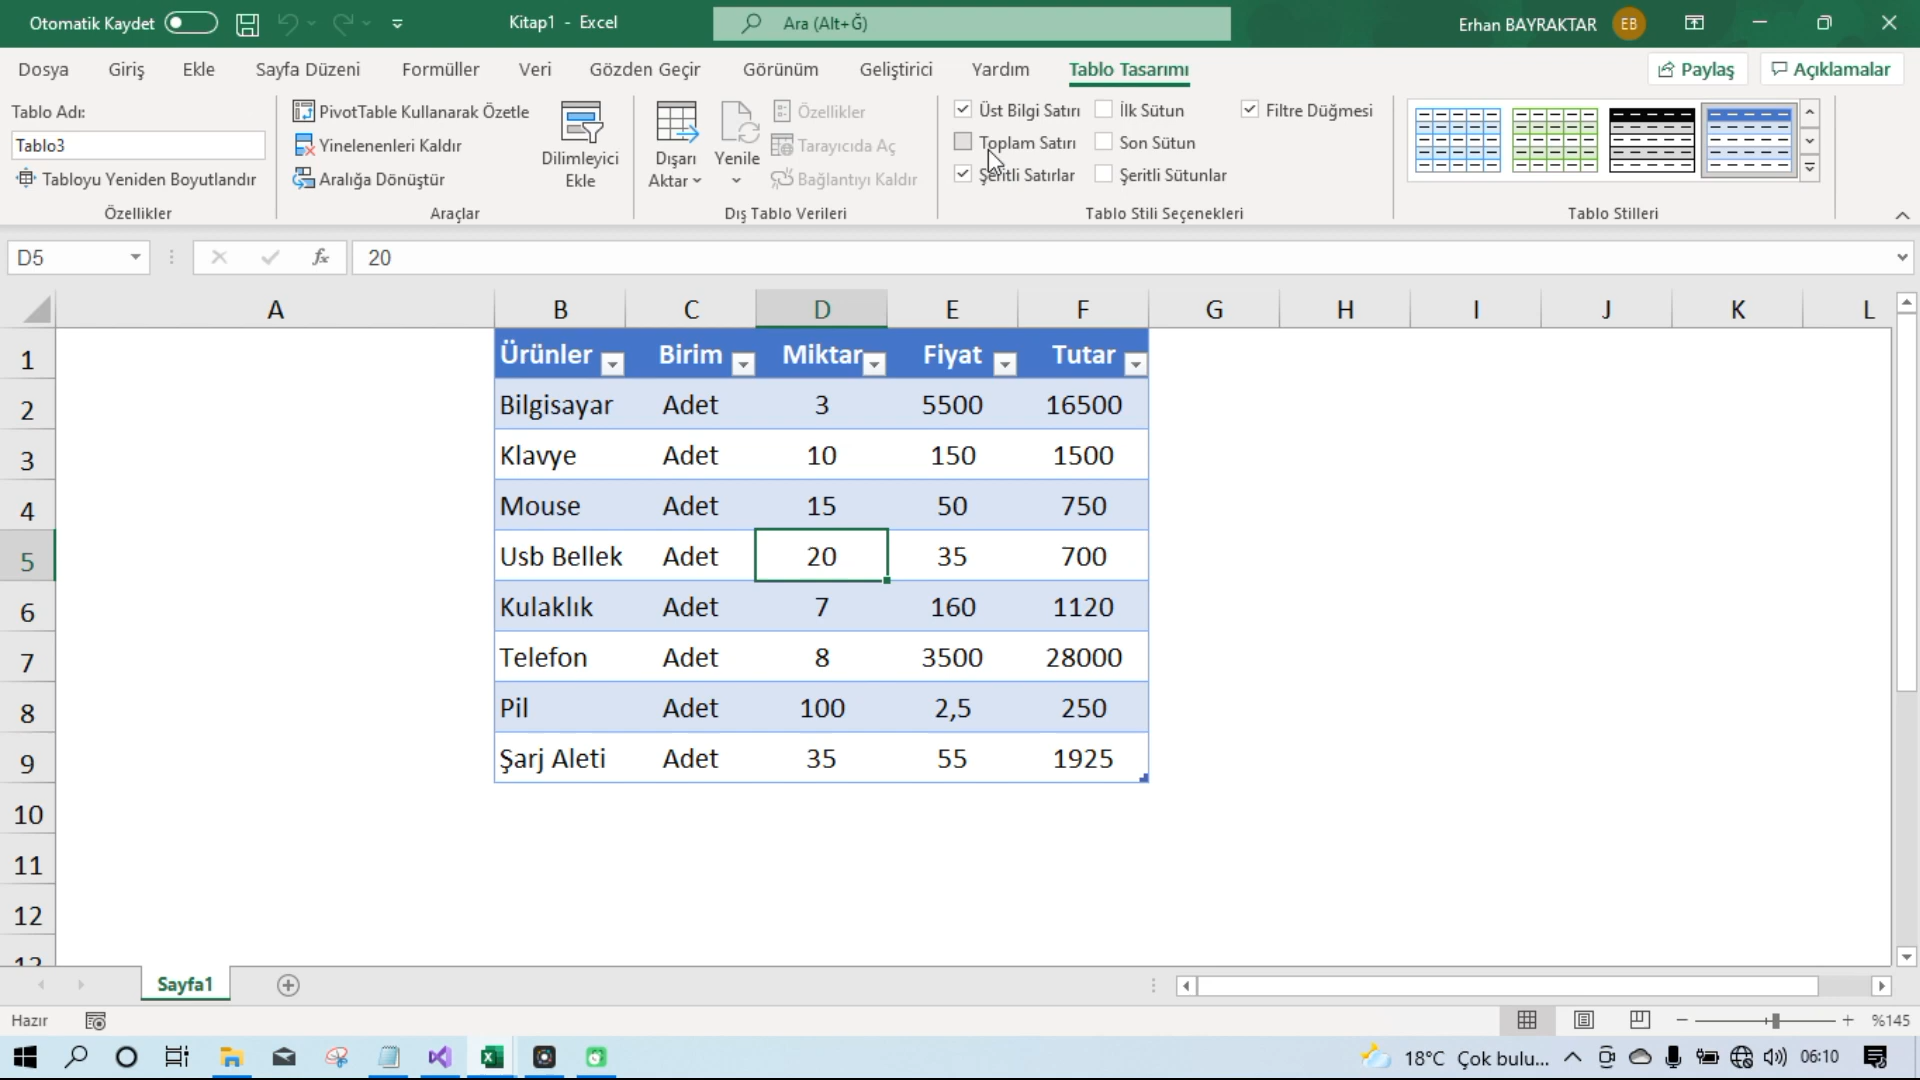 Otomatik Kaydet
Kitap1 - Excel
Ara (Alt+Ğ)
Erhan BAYRAKTAR
EB
Dosya Giriş Ekle Sayfa Düzeni Formüller Veri Gözden Geçir Görünüm Geliştirici Yardım Tablo Tasarımı
Paylaş
Açıklamalar
Tablo Adı:
Tablo3
Tabloyu Yeniden Boyutlandır
Özellikler
PivotTable Kullanarak Özetle
Yinelenenleri Kaldır
Aralığa Dönüştür
Dilimleyici
Ekle
Araçlar
Dışarı
Aktar
Yenile
Özellikler
Tarayıcıda Aç
Bağlantıyı Kaldır
Dış Tablo Verileri
Üst Bilgi Satırı
Toplam Satırı
Şeritli Satırlar
İlk Sütun
Son Sütun
Şeritli Sütunlar
Filtre Düğmesi
Tablo Stili Seçenekleri
Tablo Stilleri
D5
fx
20
A B C D E F G H I J K L
1 Ürünler Birim Miktar Fiyat Tutar
2 Bilgisayar Adet 3 5500 16500
3 Klavye Adet 10 150 1500
4 Mouse Adet 15 50 750
5 Usb Bellek Adet 20 35 700
6 Kulaklık Adet 7 160 1120
7 Telefon Adet 8 3500 28000
8 Pil Adet 100 2,5 250
9 Şarj Aleti Adet 35 55 1925
10
11
12
13
Sayfa1
Hazır
%145
18°C Çok bulu...
06:10